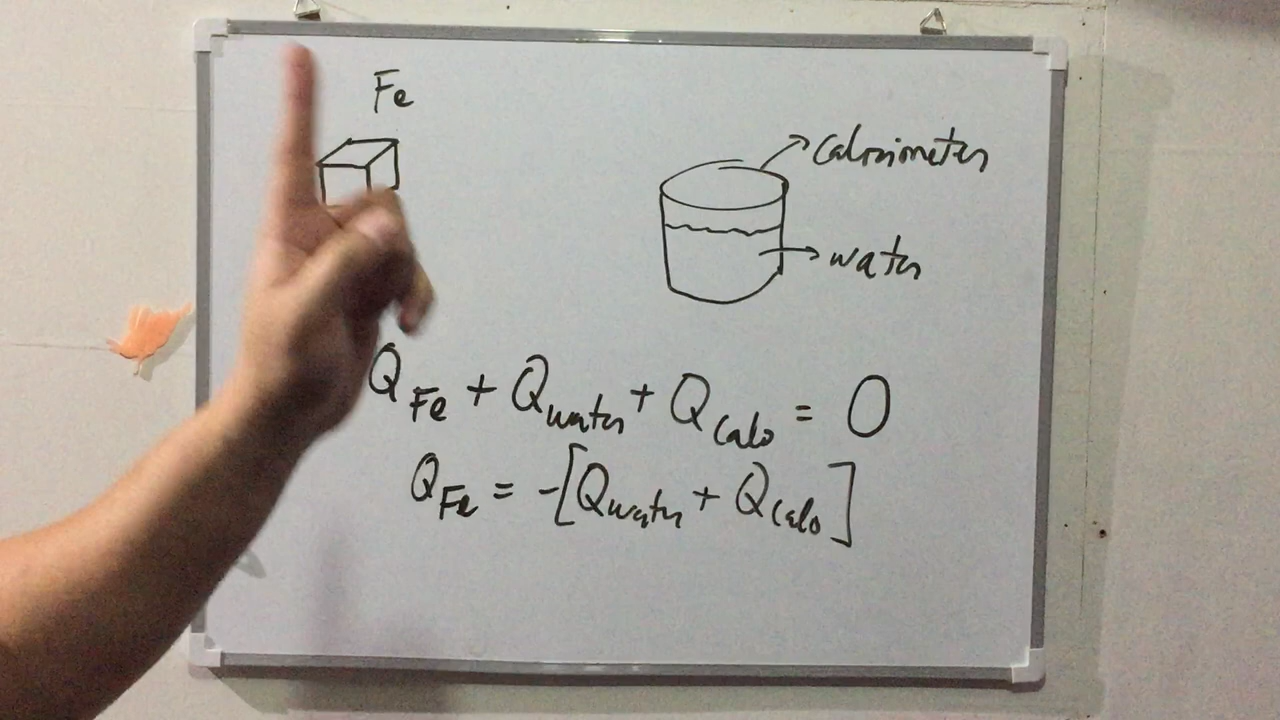 Fe
calorimeter
water
Q_Fe + Q_water + Q_calo = 0
Q_Fe = -[Q_water + Q_calo]